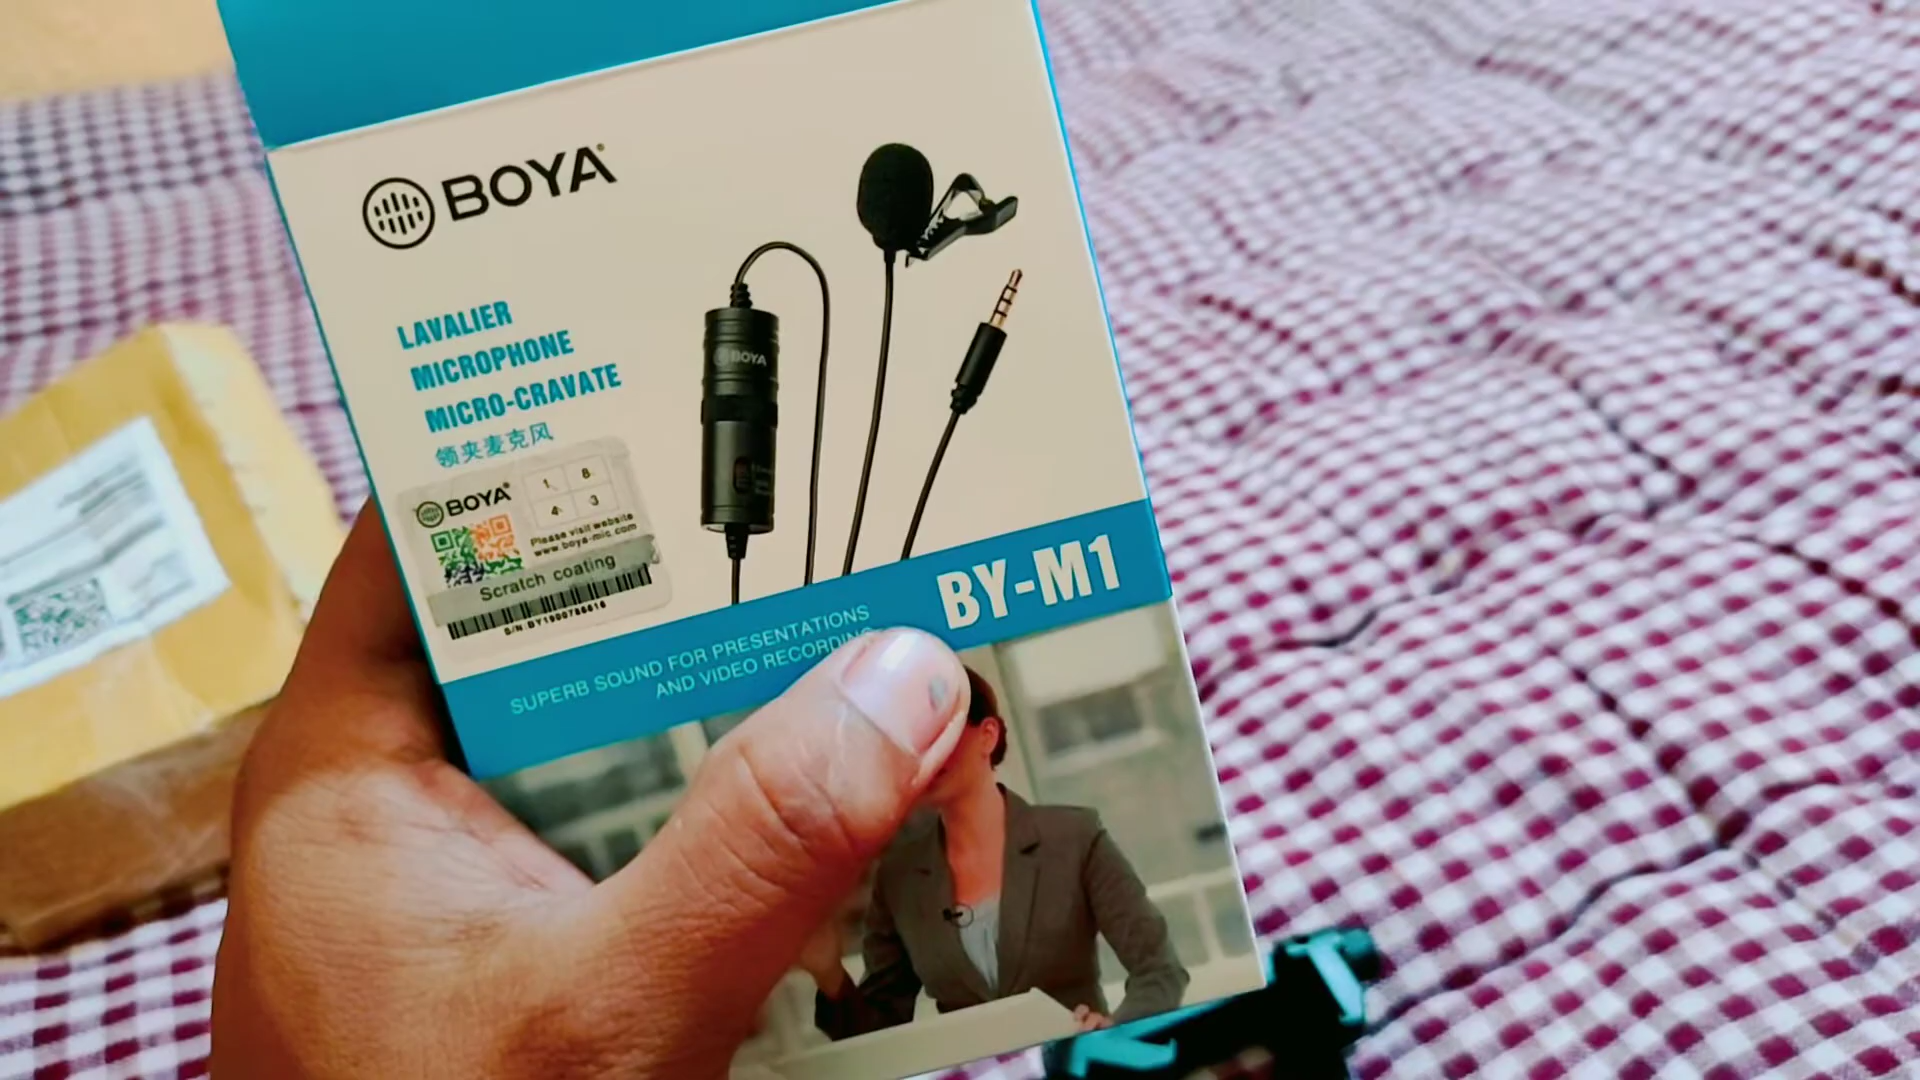 BOYA
LAVALIER
MICROPHONE
MICRO-CRAVATE
领夹麦克风
BOYA
BOYA
1 8
4 3
Please visit website
www.boya-mic.com
Scratch coating
S/N BY1900786616
BY-M1
SUPERB SOUND FOR PRESENTATIONS
AND VIDEO RECORDING